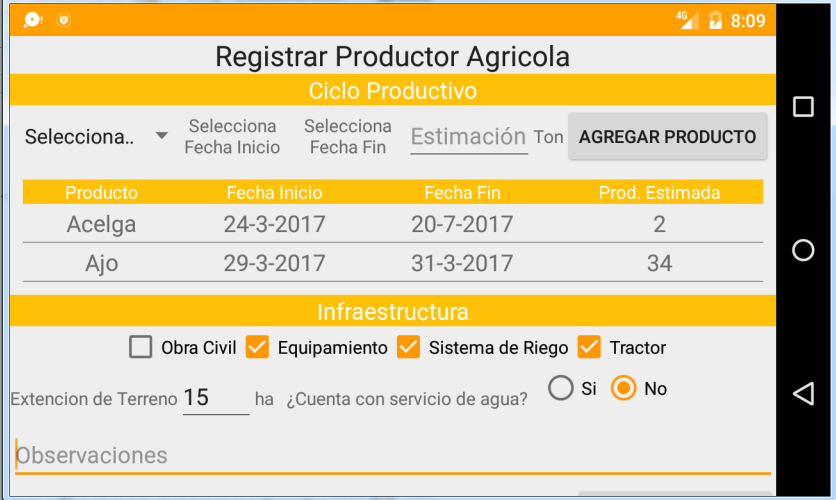 4G 8:09
Registrar Productor Agricola
Ciclo Productivo
Selecciona.. Selecciona Fecha Inicio Selecciona Fecha Fin Estimación Ton AGREGAR PRODUCTO
Producto Fecha Inicio Fecha Fin Prod. Estimada
Acelga 24-3-2017 20-7-2017 2
Ajo 29-3-2017 31-3-2017 34
Infraestructura
Obra Civil Equipamiento Sistema de Riego Tractor
Extencion de Terreno 15 ha ¿Cuenta con servicio de agua? Si No
Observaciones